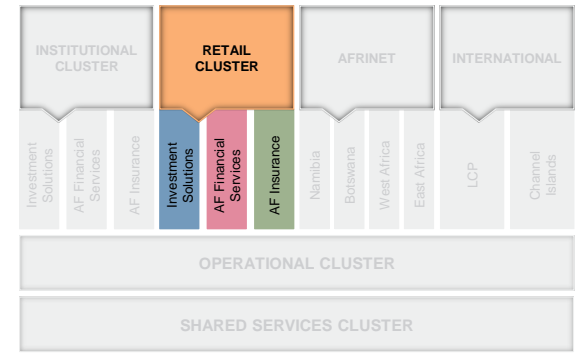 INSTITUTIONAL
CLUSTER
RETAIL
CLUSTER
AFRINET
INTERNATIONAL
Investment
Solutions
AF Financial
Services
AF Insurance
Investment
Solutions
AF Financial
Services
AF Insurance
Namibia
Botswana
West Africa
East Africa
LCP
Channel
Islands
OPERATIONAL CLUSTER
SHARED SERVICES CLUSTER